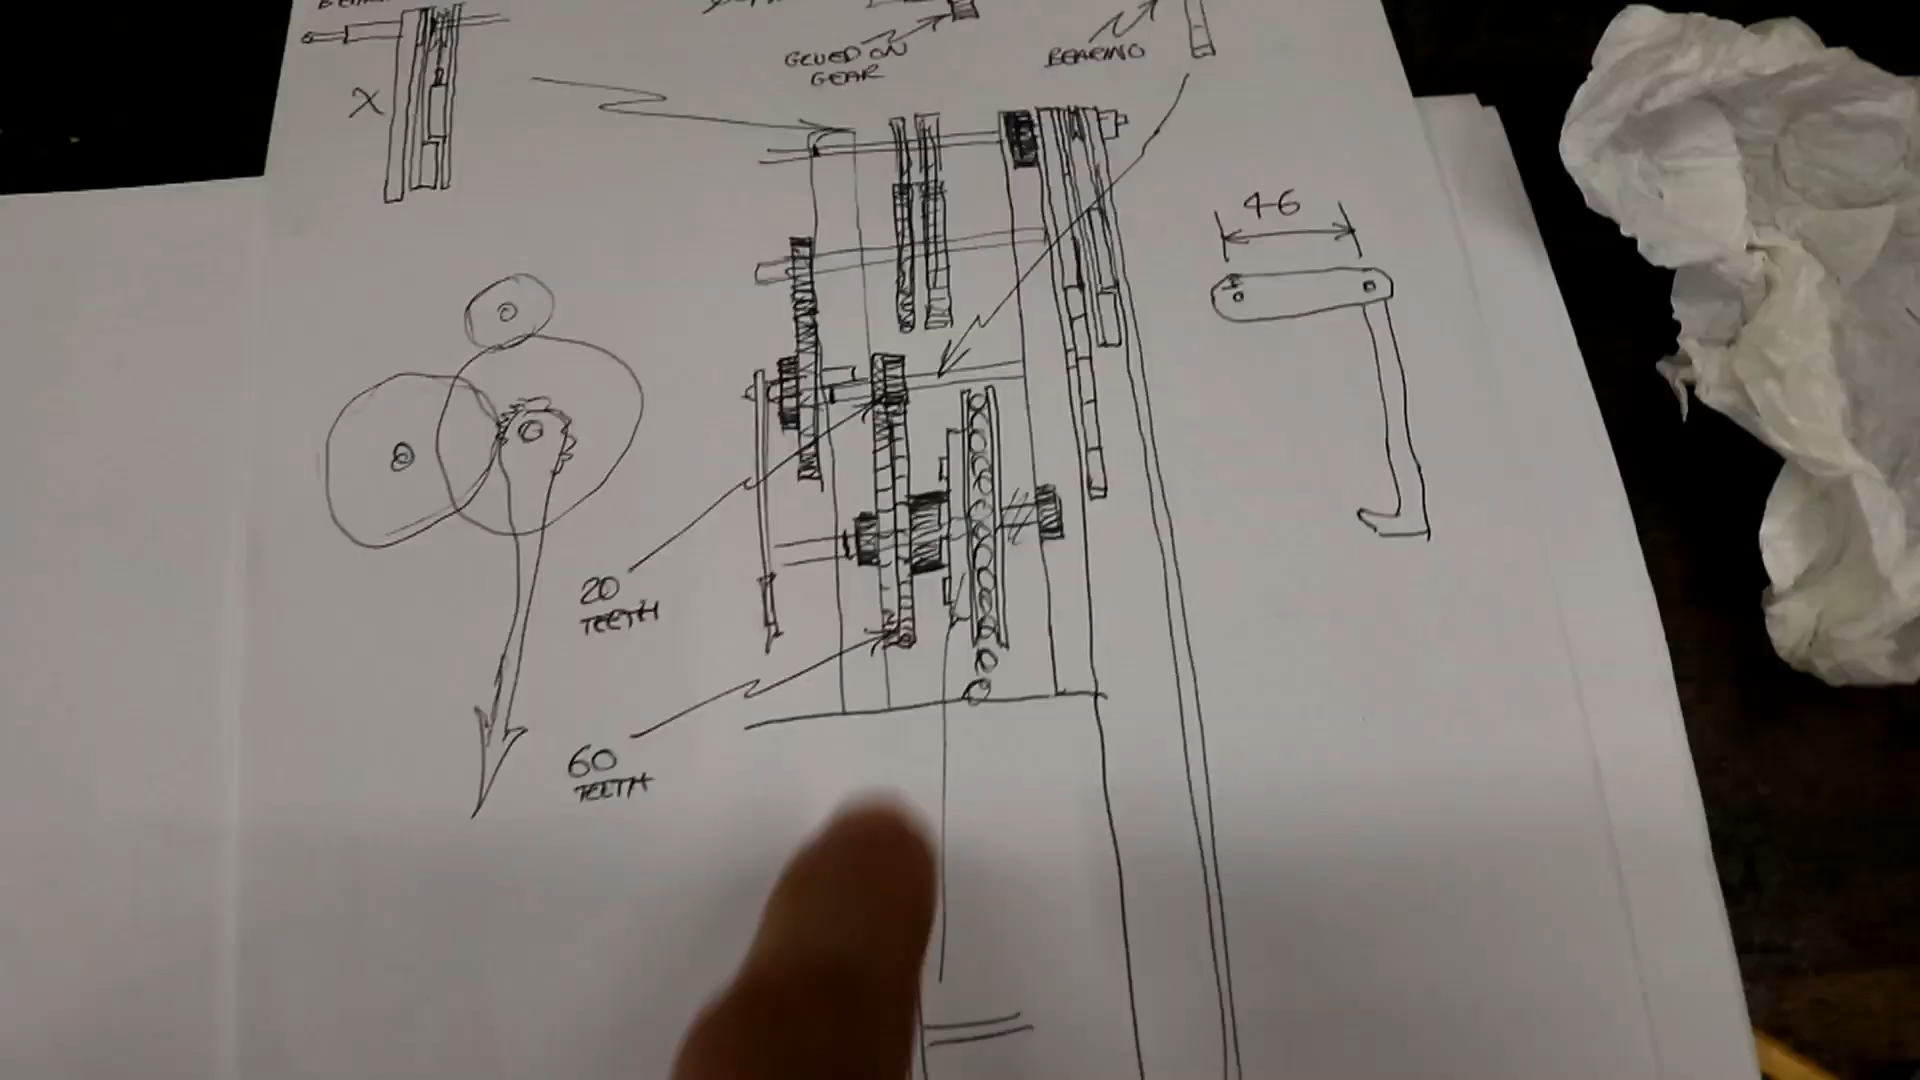 GLUED ON
GEAR
BEARING
X
46
20
TEETH
60
TEETH